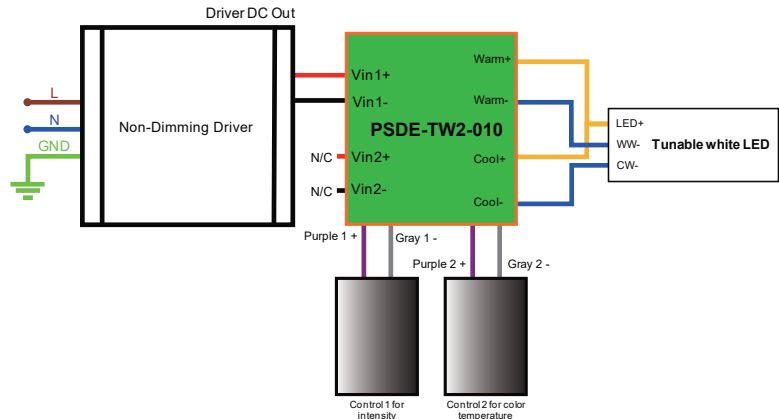 Driver DC Out
L
N
GND
Non-Dimming Driver
Vin1+
Vin1-
Vin2+
Vin2-
N/C
N/C
PSDE-TW2-010
Warm+
Warm-
Cool+
Cool-
LED+
WW-
CW-
Tunable white LED
Purple 1 +
Gray 1 -
Purple 2 +
Gray 2 -
Control 1 for
intensity
Control 2 for color
temperature